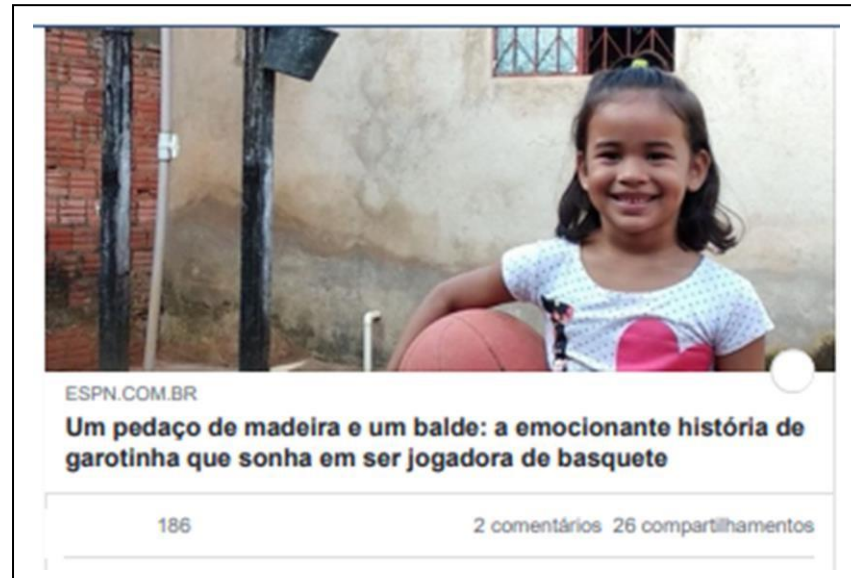 ESPN.COM.BR
Um pedaço de madeira e um balde: a emocionante história de
garotinha que sonha em ser jogadora de basquete
186
2 comentários 26 compartilhamentos